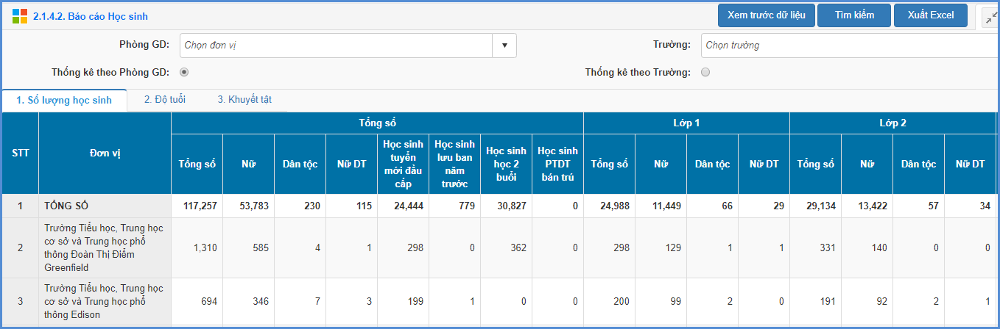 2.1.4.2. Báo cáo Học sinh
Xem trước dữ liệu
Tìm kiếm
Xuất Excel
Phòng GD:
Chọn đơn vị
Trường:
Chọn trường
Thống kê theo Phòng GD:
Thống kê theo Trường:
1. Số lượng học sinh
2. Độ tuổi
3. Khuyết tật
STT
Đơn vị
Tổng số
Lớp 1
Lớp 2
Tổng số
Nữ
Dân tộc
Nữ DT
Học sinh
tuyển
mới đầu
cấp
Học sinh
lưu ban
năm
trước
Học sinh
học 2
buổi
Học sinh
PTDT
bán trú
Tổng số
Nữ
Dân tộc
Nữ DT
Tổng số
Nữ
Dân tộc
Nữ DT
1 TỔNG SỐ 117,257 53,783 230 115 24,444 779 30,827 0 24,988 11,449 66 29 29,134 13,422 57 34
Trường Tiểu học, Trung học
cơ sở và Trung học phổ
thông Đoàn Thị Điểm
Greenfield
2 1,310 585 4 1 298 0 362 0 298 129 1 1 331 140 0 0
Trường Tiểu học, Trung học
cơ sở và Trung học phổ
thông Edison
3 694 346 7 3 199 1 0 0 200 99 2 0 191 92 2 1